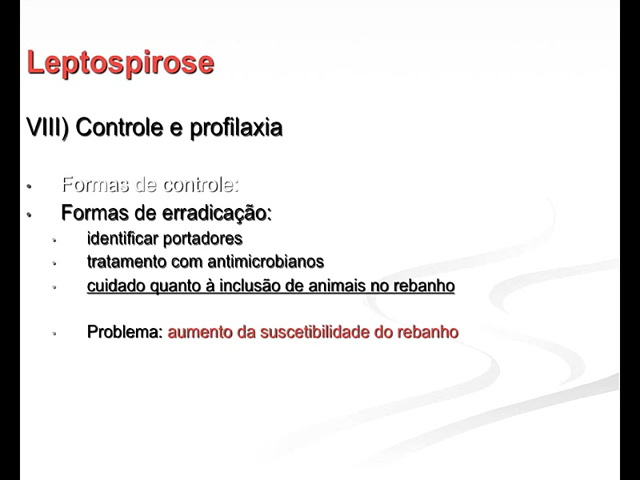 Leptospirose
VIII) Controle e profilaxia
• Formas de controle:
• Formas de erradicação:
• identificar portadores
• tratamento com antimicrobianos
• cuidado quanto à inclusão de animais no rebanho
• Problema: aumento da suscetibilidade do rebanho